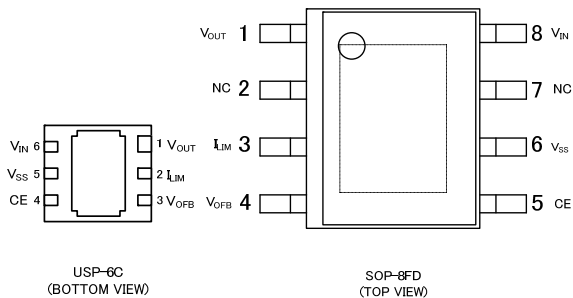 VOUT 1 8 VIN
NC 2 7 NC
ILIM 3 6 VSS
VOFB 4 5 CE
VIN 6 1 VOUT
VSS 5 2 ILIM
CE 4 3 VOFB
USP-6C
(BOTTOM VIEW)
SOP-8FD
(TOP VIEW)